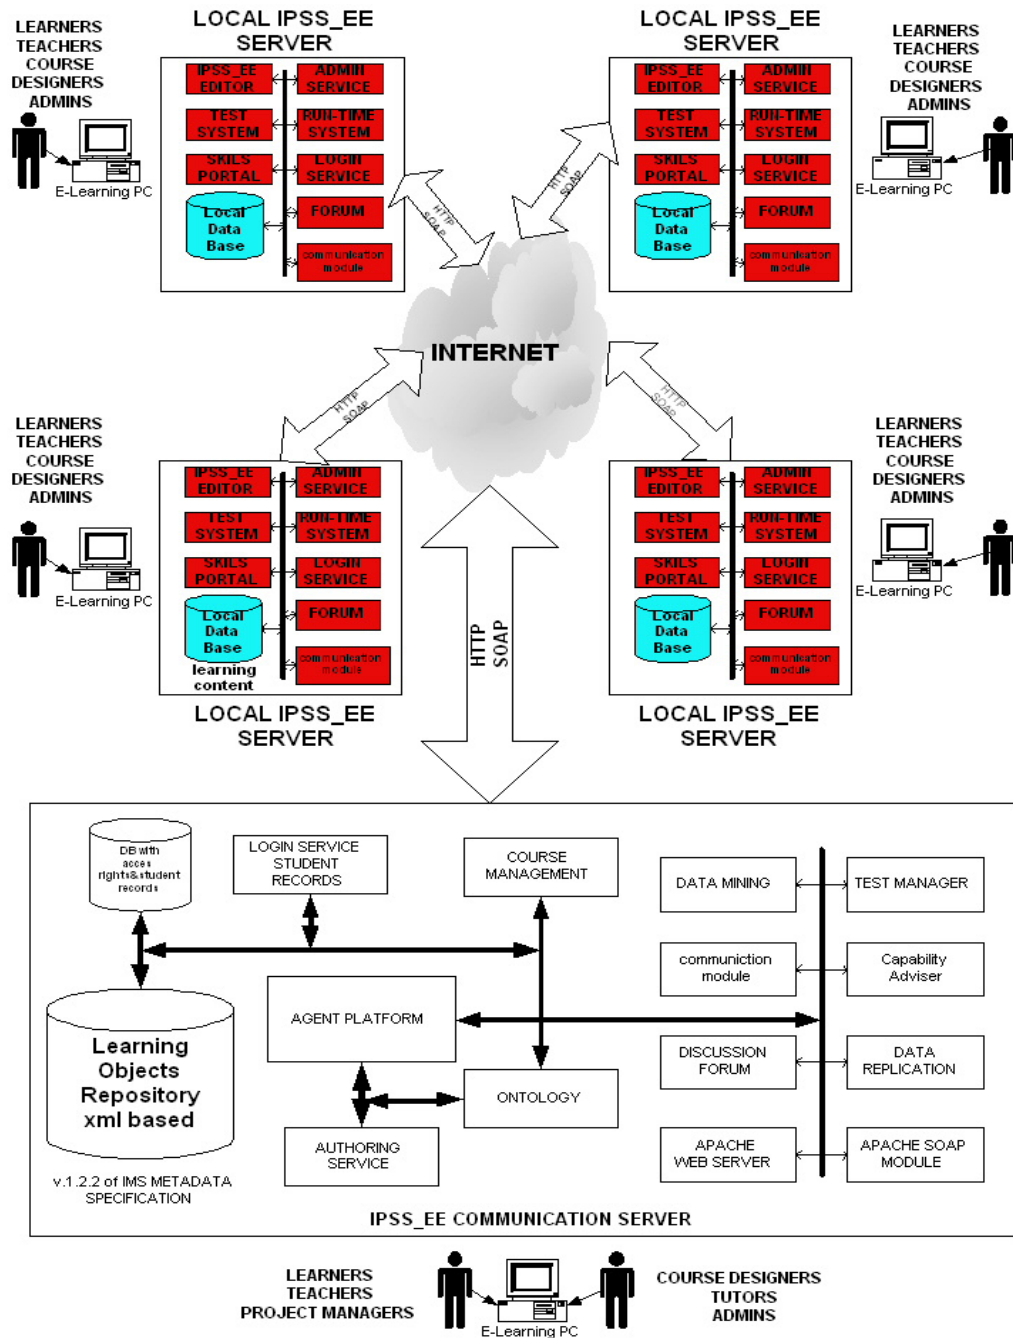 LOCAL IPSS_EE
SERVER
LEARNERS
TEACHERS
COURSE
DESIGNERS
ADMINS
E-Learning PC
IPSS_EE
EDITOR
ADMIN
SERVICE
TEST
SYSTEM
RUN-TIME
SYSTEM
SKILS
PORTAL
LOGIN
SERVICE
Local
Data
Base
FORUM
communication
module
HTTP
SOAP
LOCAL IPSS_EE
SERVER
IPSS_EE
EDITOR
ADMIN
SERVICE
TEST
SYSTEM
RUN-TIME
SYSTEM
SKILS
PORTAL
LOGIN
SERVICE
Local
Data
Base
FORUM
communication
module
HTTP
SOAP
LEARNERS
TEACHERS
COURSE
DESIGNERS
ADMINS
E-Learning PC
INTERNET
LEARNERS
TEACHERS
COURSE
DESIGNERS
ADMINS
E-Learning PC
HTTP
SOAP
IPSS_EE
EDITOR
ADMIN
SERVICE
TEST
SYSTEM
RUN-TIME
SYSTEM
SKILS
PORTAL
LOGIN
SERVICE
Local
Data
Base
learning
content
FORUM
communication
module
LOCAL IPSS_EE
SERVER
HTTP
SOAP
HTTP
SOAP
IPSS_EE
EDITOR
ADMIN
SERVICE
TEST
SYSTEM
RUN-TIME
SYSTEM
SKILS
PORTAL
LOGIN
SERVICE
Local
Data
Base
FORUM
communication
module
LOCAL IPSS_EE
SERVER
LEARNERS
TEACHERS
COURSE
DESIGNERS
ADMINS
E-Learning PC
DB with
acces
rights&student
records
LOGIN SERVICE
STUDENT
RECORDS
COURSE
MANAGEMENT
DATA MINING
TEST MANAGER
communiction
module
Capability
Adviser
Learning
Objects
Repository
xml based
AGENT PLATFORM
DISCUSSION
FORUM
DATA
REPLICATION
ONTOLOGY
AUTHORING
SERVICE
APACHE
WEB SERVER
APACHE SOAP
MODULE
v.1.2.2 of IMS METADATA
SPECIFICATION
IPSS_EE COMMUNICATION SERVER
LEARNERS
TEACHERS
PROJECT MANAGERS
E-Learning PC
COURSE DESIGNERS
TUTORS
ADMINS